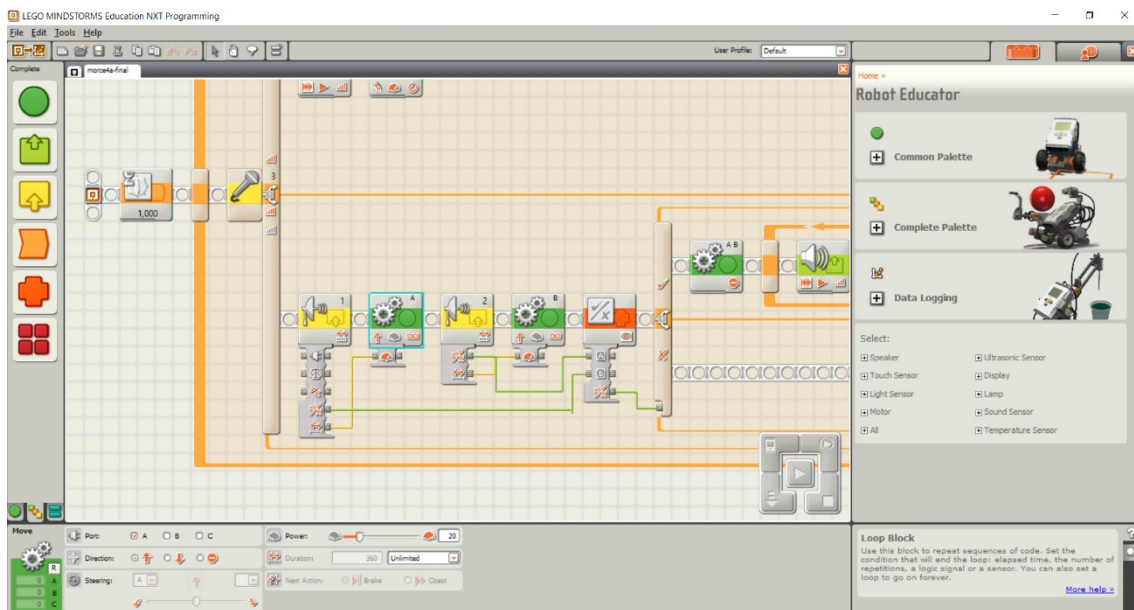 LEGO MINDSTORMS Education NXT Programming
File Edit Tools Help
User Profile: Default
Complete
morce4a-final
3
1,000
1
A
2
B
A B
Home »
Robot Educator
Common Palette
Complete Palette
Data Logging
Select:
Speaker
Ultrasonic Sensor
Touch Sensor
Display
Light Sensor
Lamp
Motor
Sound Sensor
All
Temperature Sensor
Move
R
0 A
0 B
0 C
Port: A B C
Direction:
Steering: A
Power: 20
Duration: 360 Unlimited
Next Action: Brake Coast
Loop Block
Use this block to repeat sequences of code. Set the
condition that will end the loop: elapsed time, the number of
repetitions, a logic signal or a sensor. You can also set a
loop to go on forever.
More help »